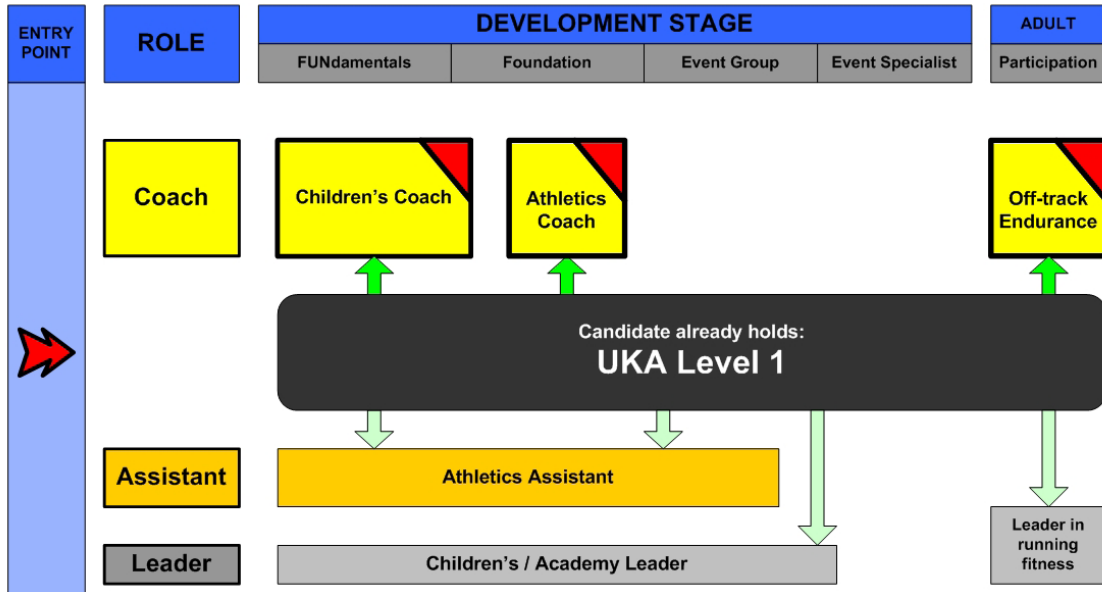 ENTRY
POINT
ROLE
DEVELOPMENT STAGE
ADULT
FUNdamentals
Foundation
Event Group
Event Specialist
Participation
Coach
Children's Coach
Athletics
Coach
Off-track
Endurance
Candidate already holds:
UKA Level 1
Assistant
Athletics Assistant
Leader
Children's / Academy Leader
Leader in
running
fitness